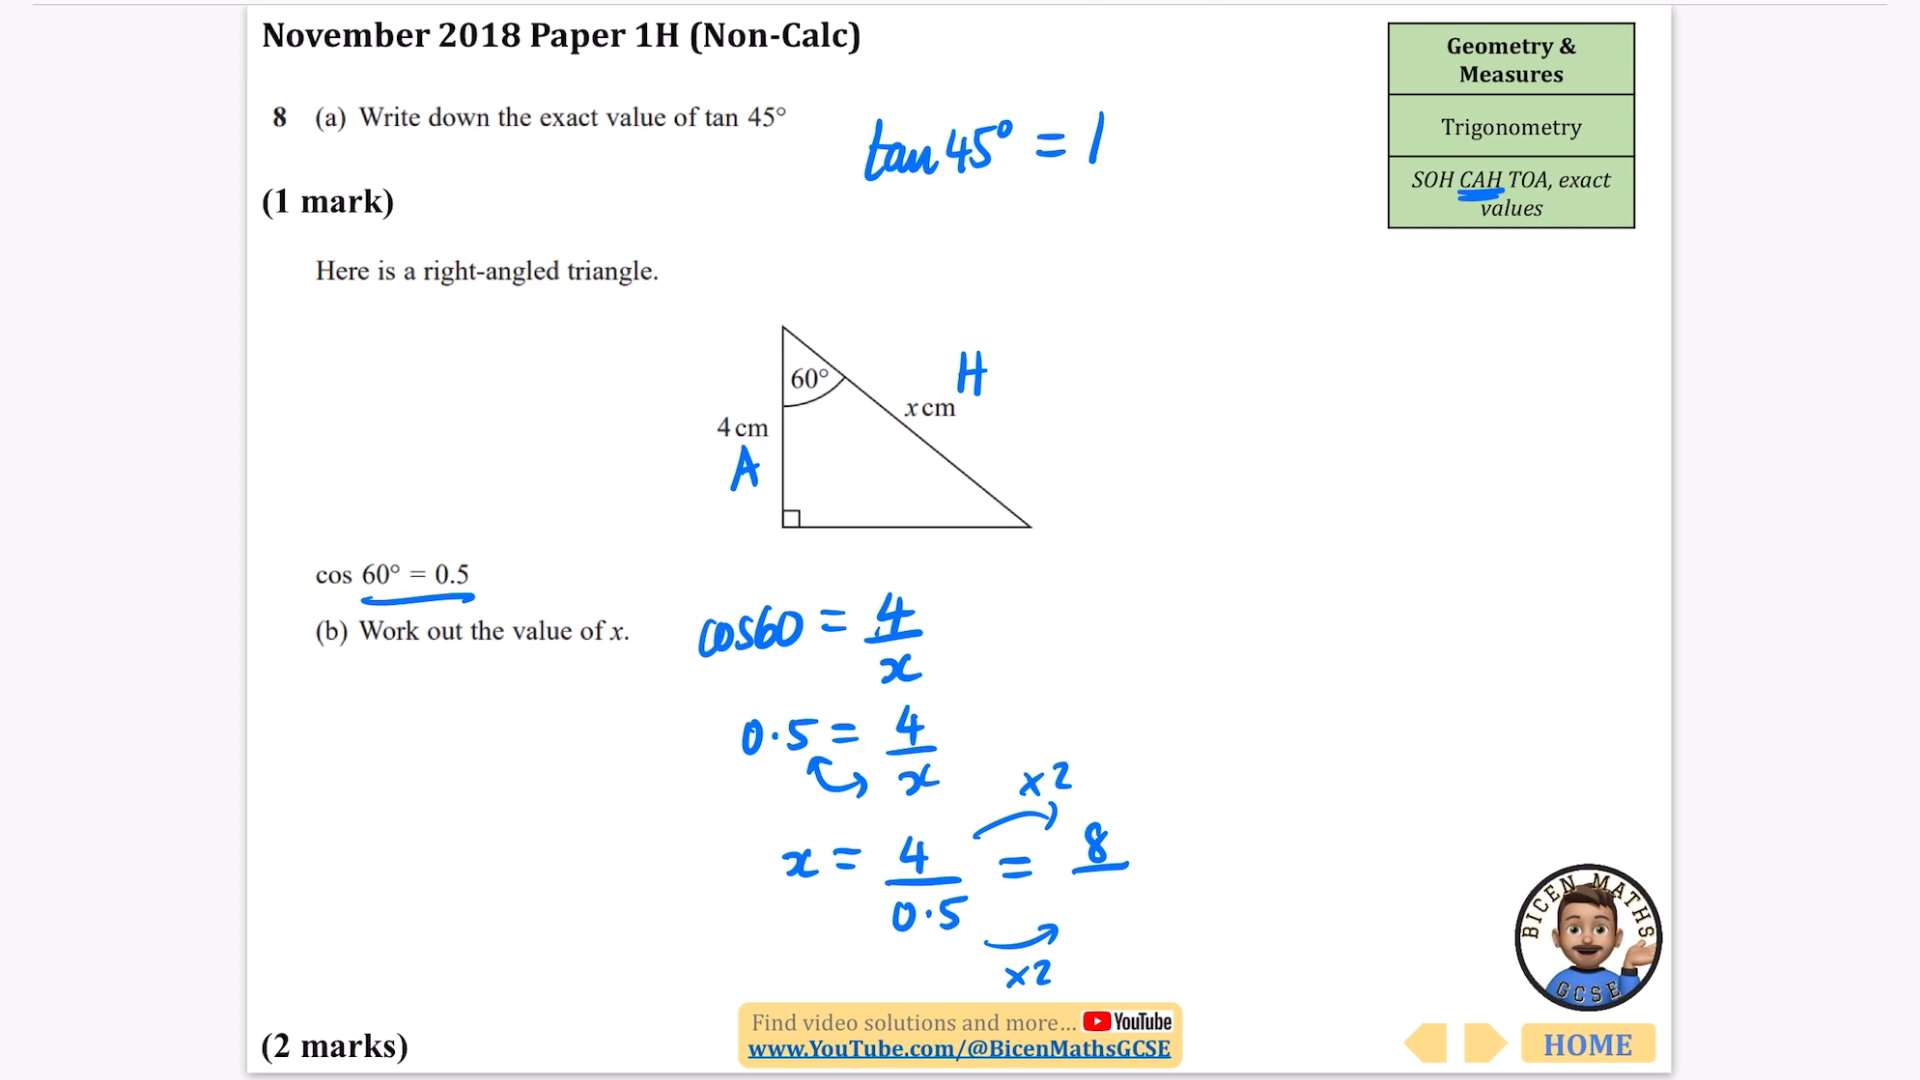 November 2018 Paper 1H (Non-Calc)
Geometry &
Measures
Trigonometry
SOH CAH TOA, exact
values
8 (a) Write down the exact value of tan 45°
tan 45° = 1
(1 mark)
Here is a right-angled triangle.
60°
H
x cm
4 cm
A
cos 60° = 0.5
(b) Work out the value of x.
cos60 = 4/x
0.5 = 4/x
×2
x = 4/0.5 = 8
×2
(2 marks)
Find video solutions and more... YouTube
www.YouTube.com/@BicenMathsGCSE
BICEN MATHS
GCSE
HOME